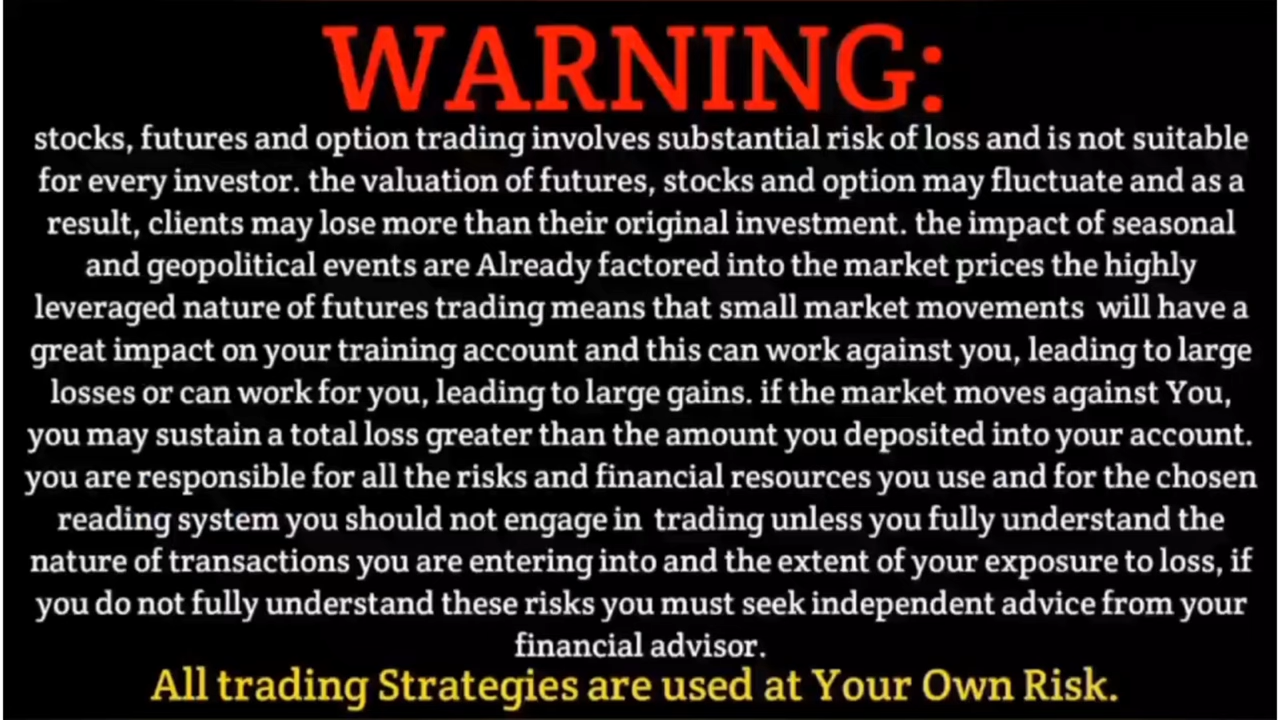 WARNING:
stocks, futures and option trading involves substantial risk of loss and is not suitable
for every investor. the valuation of futures, stocks and option may fluctuate and as a
result, clients may lose more than their original investment. the impact of seasonal
and geopolitical events are Already factored into the market prices the highly
leveraged nature of futures trading means that small market movements will have a
great impact on your training account and this can work against you, leading to large
losses or can work for you, leading to large gains. if the market moves against You,
you may sustain a total loss greater than the amount you deposited into your account.
you are responsible for all the risks and financial resources you use and for the chosen
reading system you should not engage in trading unless you fully understand the
nature of transactions you are entering into and the extent of your exposure to loss, if
you do not fully understand these risks you must seek independent advice from your
financial advisor.
All trading Strategies are used at Your Own Risk.